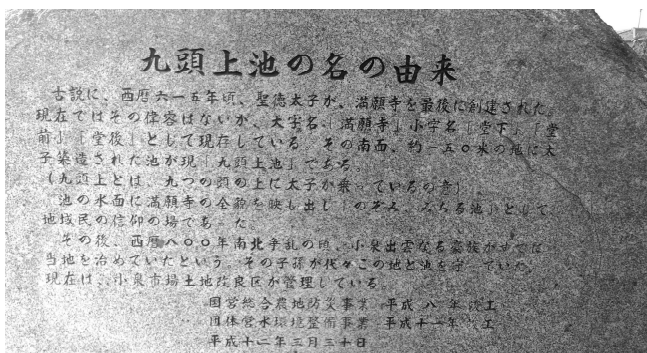 九頭上池の名の由来
古説に、西暦六一五年頃、聖徳太子が、満願寺を最後に創建された。
現在ではその偉容はないが、大字名「満願寺」小字名「堂下」「堂
前」「堂後」として現存している。その南面、約一五〇米の地に太
子築造された池が現「九頭上池」である。
(九頭上とは、九つの頭の上に太子が乗っているの意)
池の水面に満願寺の全貌を映し出し「のぞみ、みちる池」として、
地域民の信仰の場であった。
その後、西暦八〇〇年南北争乱の頃、小泉出雲なる豪族が
当地を治めていたという。その子孫が代々この地と池を守っていた。
現在は、小泉市場土地改良区が管理している。
国営総合農地防災事業 平成八年 工
団体営水環境整備事業 平成十一年 工
平成十二年三月三十日